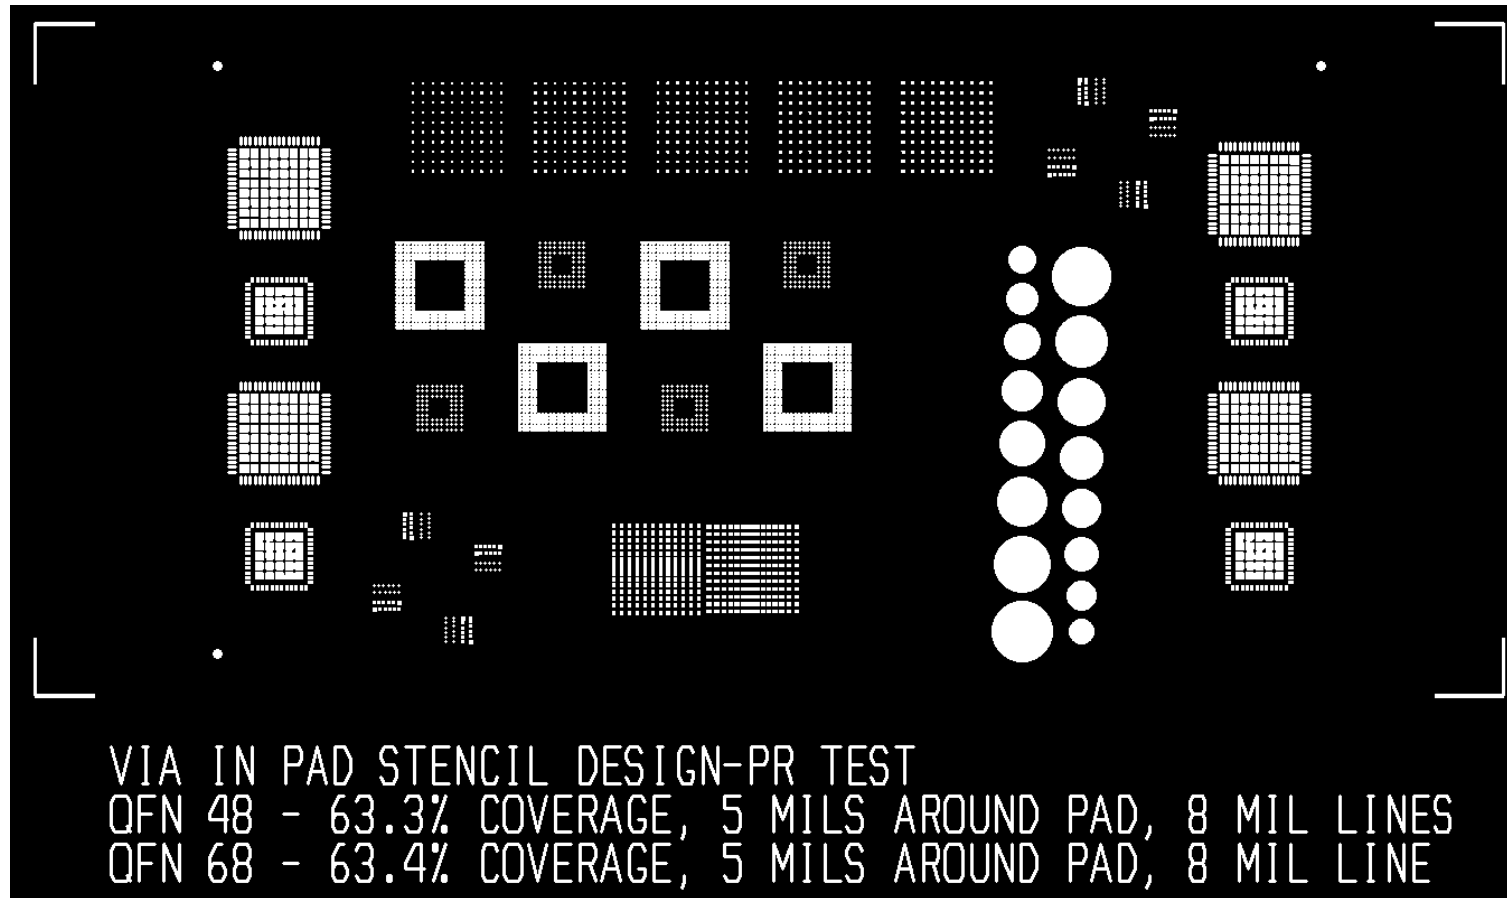 VIA IN PAD STENCIL DESIGN-PR TEST
QFN 48 - 63.3% COVERAGE, 5 MILS AROUND PAD, 8 MIL LINES
QFN 68 - 63.4% COVERAGE, 5 MILS AROUND PAD, 8 MIL LINE